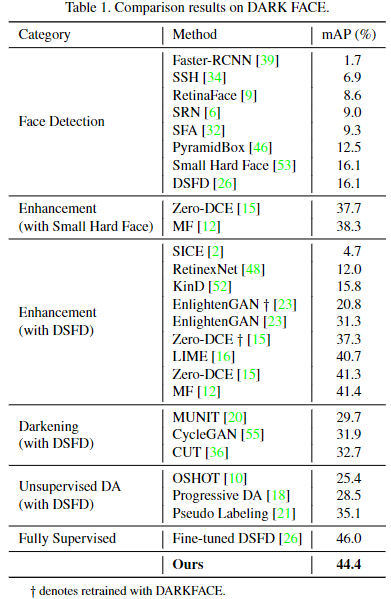 Table 1. Comparison results on DARK FACE.
Category Method mAP (%)
Face Detection
Faster-RCNN [39] 1.7
SSH [34] 6.9
RetinaFace [9] 8.6
SRN [6] 9.0
SFA [32] 9.3
PyramidBox [46] 12.5
Small Hard Face [53] 16.1
DSFD [26] 16.1
Enhancement
(with Small Hard Face)
Zero-DCE [15] 37.7
MF [12] 38.3
Enhancement
(with DSFD)
SICE [2] 4.7
RetinexNet [48] 12.0
KinD [52] 15.8
EnlightenGAN † [23] 20.8
EnlightenGAN [23] 31.3
Zero-DCE † [15] 37.3
LIME [16] 40.7
Zero-DCE [15] 41.3
MF [12] 41.4
Darkening
(with DSFD)
MUNIT [20] 29.7
CycleGAN [55] 31.9
CUT [36] 32.7
Unsupervised DA
(with DSFD)
OSHOT [10] 25.4
Progressive DA [18] 28.5
Pseudo Labeling [21] 35.1
Fully Supervised Fine-tuned DSFD [26] 46.0
Ours 44.4
† denotes retrained with DARKFACE.